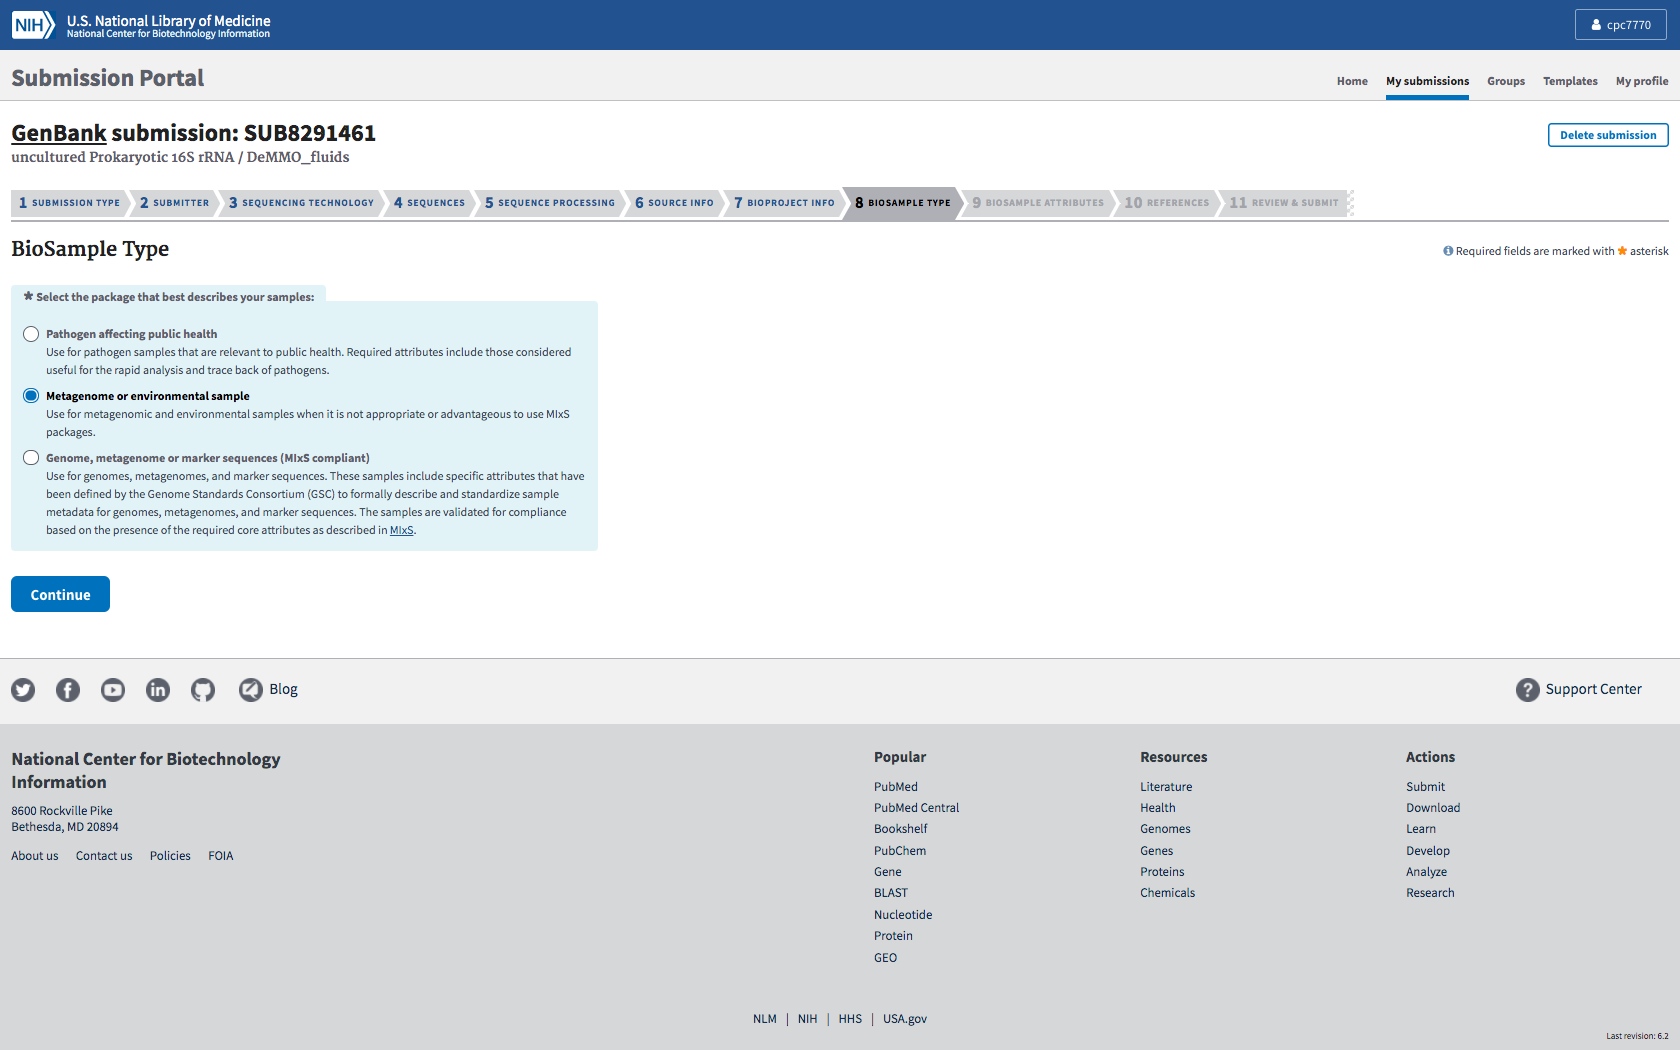 NIH
U.S. National Library of Medicine
National Center for Biotechnology Information
cpc7770
Submission Portal
Home
My submissions
Groups
Templates
My profile
GenBank submission: SUB8291461
Delete submission
uncultured Prokaryotic 16S rRNA / DeMMO_fluids
1 SUBMISSION TYPE
2 SUBMITTER
3 SEQUENCING TECHNOLOGY
4 SEQUENCES
5 SEQUENCE PROCESSING
6 SOURCE INFO
7 BIOPROJECT INFO
8 BIOSAMPLE TYPE
9 BIOSAMPLE ATTRIBUTES
10 REFERENCES
11 REVIEW & SUBMIT
BioSample Type
Required fields are marked with * asterisk
* Select the package that best describes your samples:
Pathogen affecting public health
Use for pathogen samples that are relevant to public health. Required attributes include those considered
useful for the rapid analysis and trace back of pathogens.
Metagenome or environmental sample
Use for metagenomic and environmental samples when it is not appropriate or advantageous to use MIxS
packages.
Genome, metagenome or marker sequences (MIxS compliant)
Use for genomes, metagenomes, and marker sequences. These samples include specific attributes that have
been defined by the Genome Standards Consortium (GSC) to formally describe and standardize sample
metadata for genomes, metagenomes, and marker sequences. The samples are validated for compliance
based on the presence of the required core attributes as described in MIxS.
Continue
Blog
Support Center
National Center for Biotechnology
Information
8600 Rockville Pike
Bethesda, MD 20894
About us
Contact us
Policies
FOIA
Popular
PubMed
PubMed Central
Bookshelf
PubChem
Gene
BLAST
Nucleotide
Protein
GEO
Resources
Literature
Health
Genomes
Genes
Proteins
Chemicals
Actions
Submit
Download
Learn
Develop
Analyze
Research
NLM | NIH | HHS | USA.gov
Last revision: 6.2